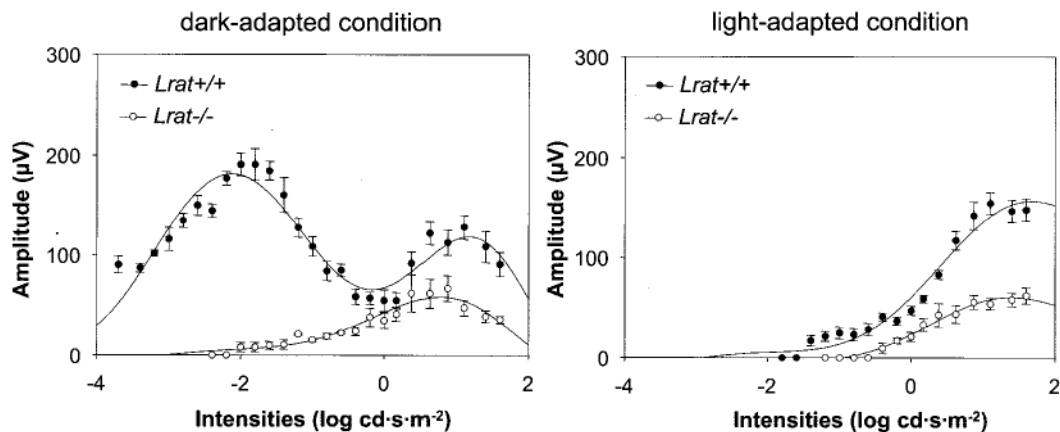 dark-adapted condition
300
200
100
0
Amplitude (µV)
Lrat+/+
Lrat-/-
-4
-2
0
2
Intensities (log cd·s·m⁻²)
light-adapted condition
300
200
100
0
Amplitude (µV)
Lrat+/+
Lrat-/-
-4
-2
0
2
Intensities (log cd·s·m⁻²)